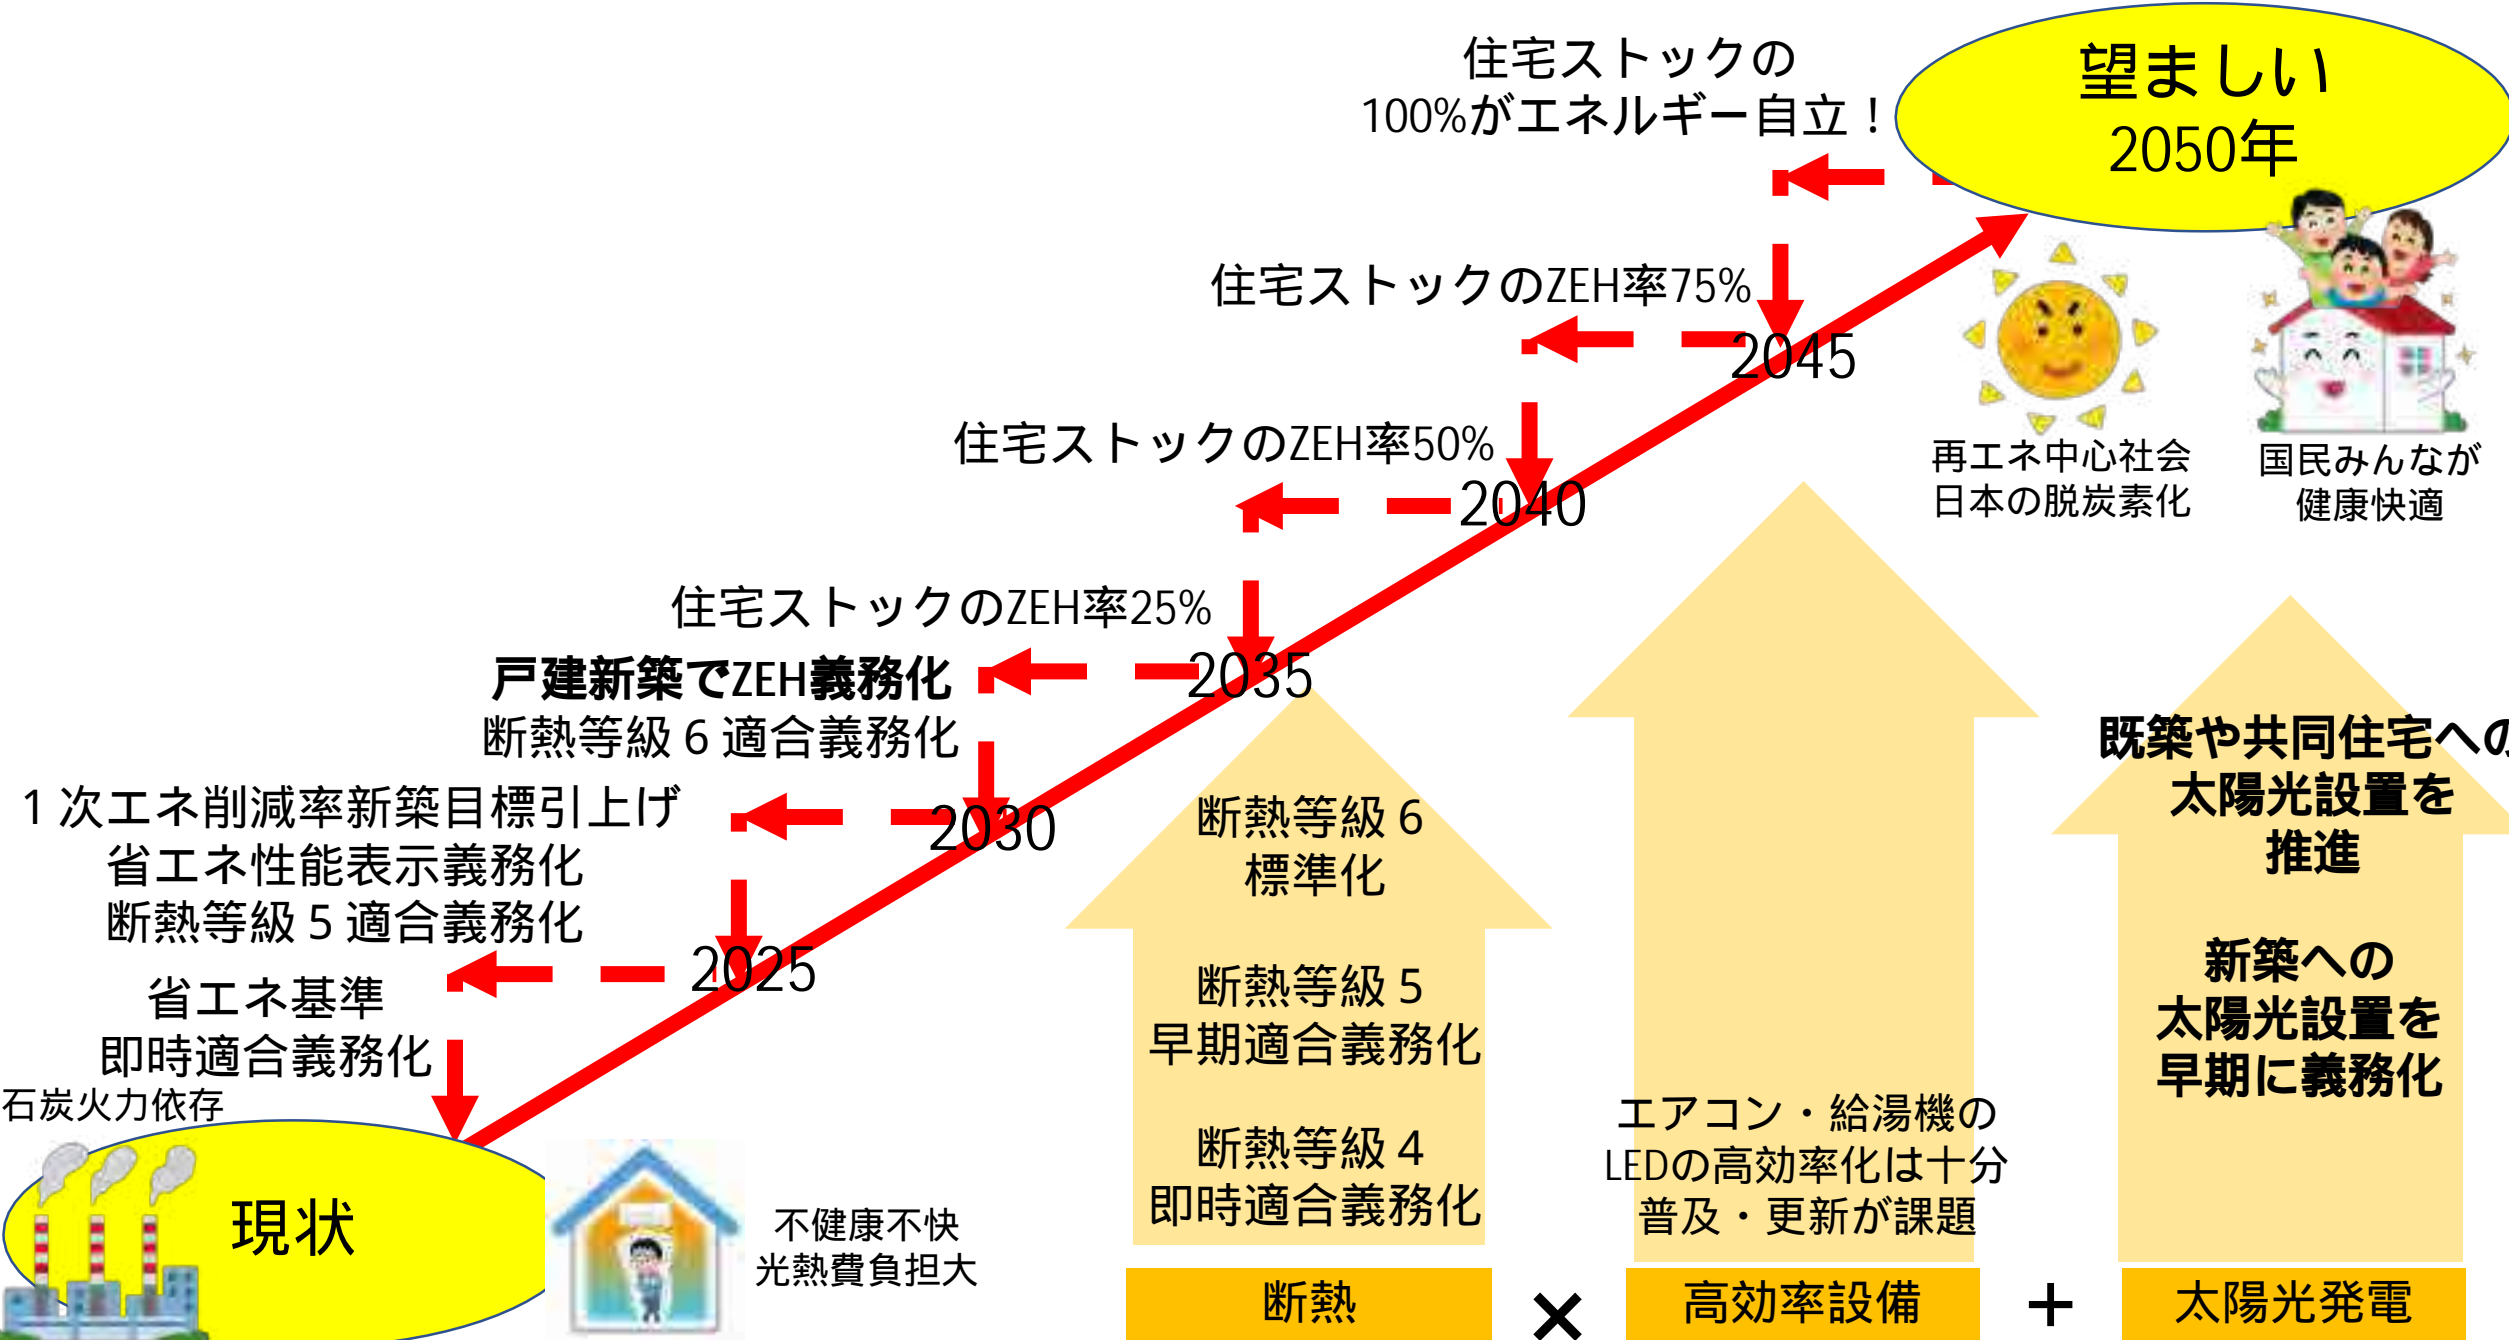 住宅ストックの
100%がエネルギー自立！
望ましい
2050年
住宅ストックのZEH率75%
2045
再エネ中心社会
日本の脱炭素化
国民みんなが
健康快適
住宅ストックのZEH率50%
2040
住宅ストックのZEH率25%
2035
戸建新築でZEH義務化
断熱等級６適合義務化
2030
１次エネ削減率新築目標引上げ
省エネ性能表示義務化
断熱等級５適合義務化
2025
省エネ基準
即時適合義務化
石炭火力依存
現状
不健康不快
光熱費負担大
断熱等級６
標準化
断熱等級５
早期適合義務化
断熱等級４
即時適合義務化
断熱
×
エアコン・給湯機の
LEDの高効率化は十分
普及・更新が課題
高効率設備
＋
既築や共同住宅への
太陽光設置を
推進
新築への
太陽光設置を
早期に義務化
太陽光発電